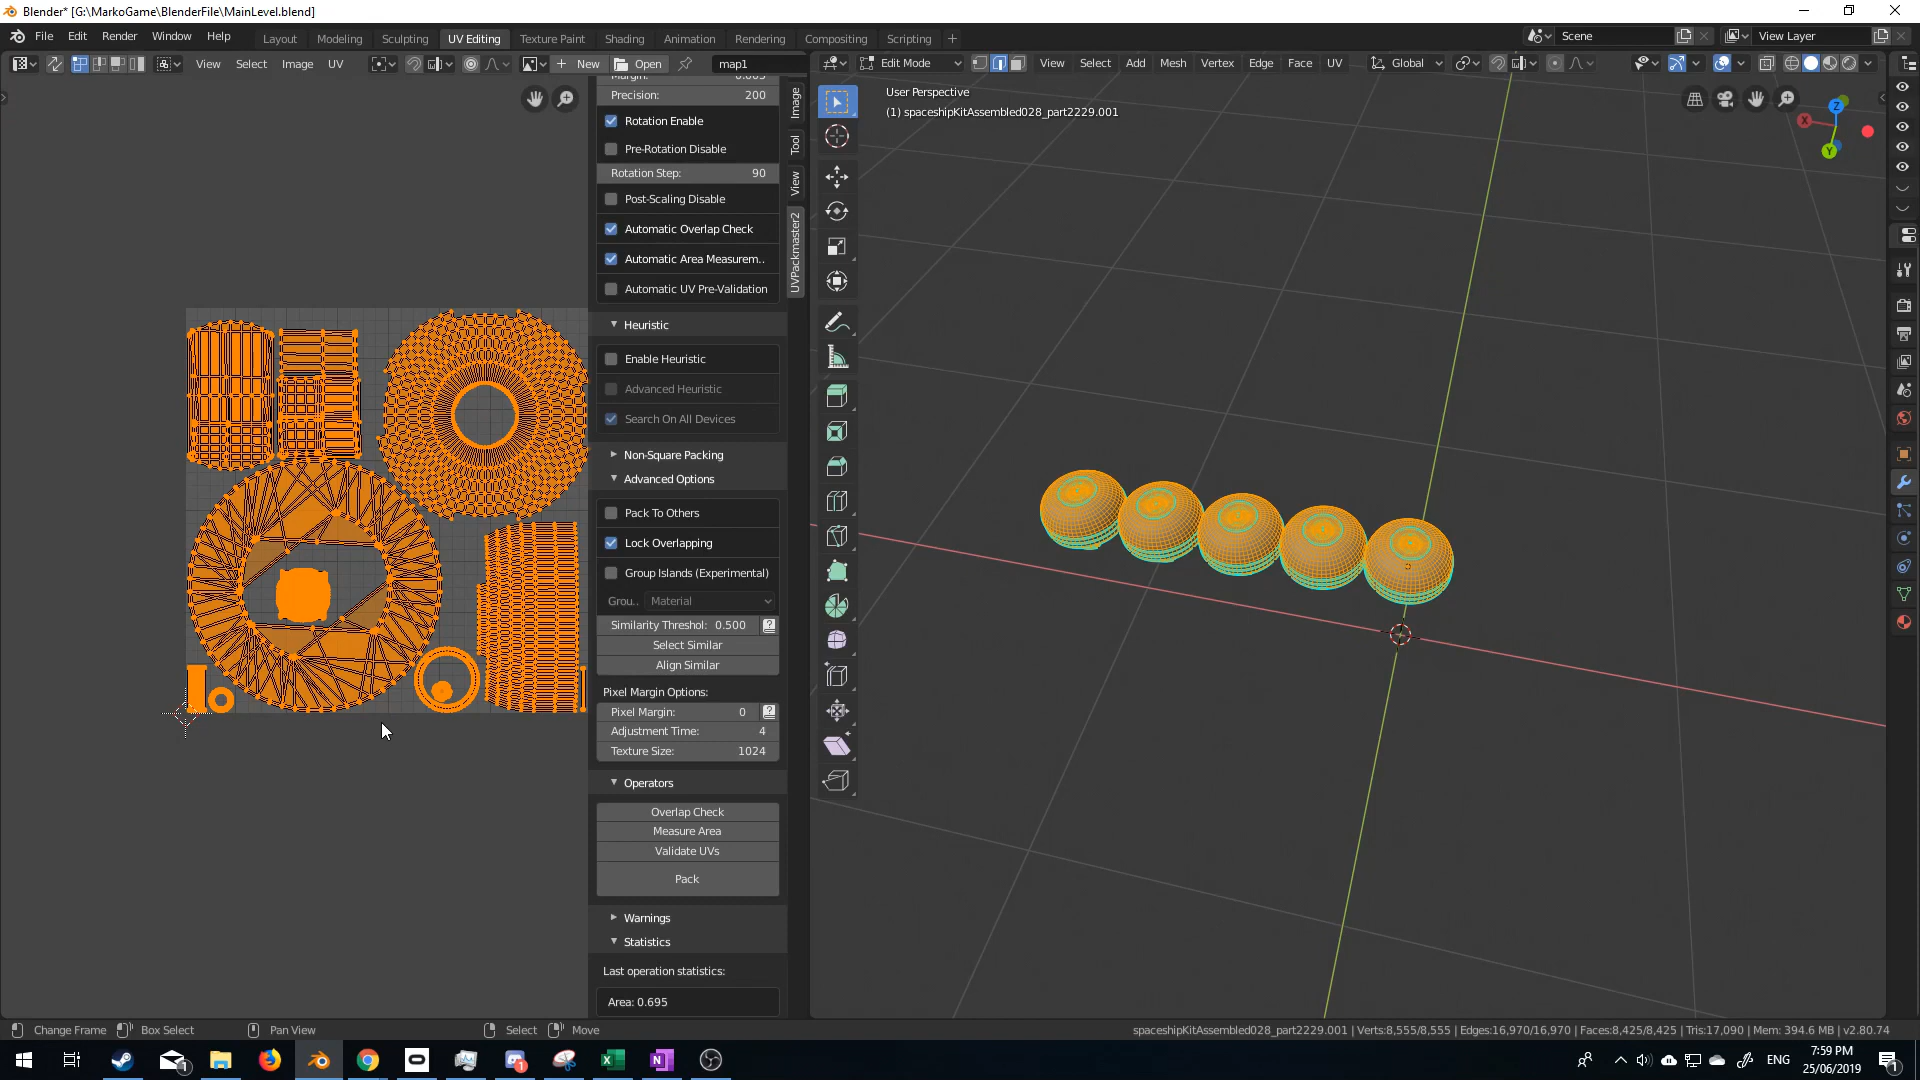 Blender* [G:\MarkoGame\BlenderFile\MainLevel.blend]
File Edit Render Window Help
Layout Modeling Sculpting UV Editing Texture Paint Shading Animation Rendering Compositing Scripting
Scene
View Layer
View Select Image UV
New Open map1
Edit Mode
View Select Add Mesh Vertex Edge Face UV
Global
Precision: 200
Rotation Enable
Pre-Rotation Disable
Rotation Step: 90
Post-Scaling Disable
Automatic Overlap Check
Automatic Area Measurem..
Automatic UV Pre-Validation
Heuristic
Enable Heuristic
Advanced Heuristic
Search On All Devices
Non-Square Packing
Advanced Options
Pack To Others
Lock Overlapping
Group Islands (Experimental)
Grou.. Material
Similarity Threshol: 0.500
Select Similar
Align Similar
Pixel Margin Options:
Pixel Margin: 0
Adjustment Time: 4
Texture Size: 1024
Operators
Overlap Check
Measure Area
Validate UVs
Pack
Warnings
Statistics
Last operation statistics:
Area: 0.695
Image
Tool
View
UVPackmaster2
User Perspective
(1) spaceshipKitAssembled028_part2229.001
Z
X
Y
Change Frame Box Select Pan View Select Move
spaceshipKitAssembled028_part2229.001 | Verts:8,555/8,555 | Edges:16,970/16,970 | Faces:8,425/8,425 | Tris:17,090 | Mem: 394.6 MB | v2.80.74
1
1
ENG
7:59 PM
25/06/2019
1